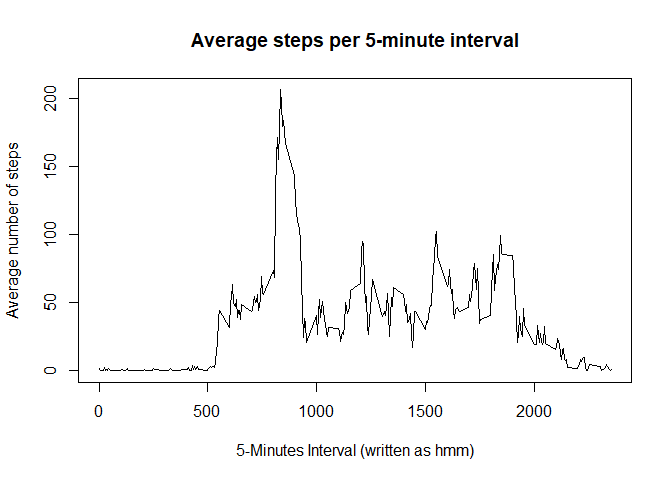 Average steps per 5-minute interval
Average number of steps
200
150
100
50
0
0 500 1000 1500 2000
5-Minutes Interval (written as hmm)